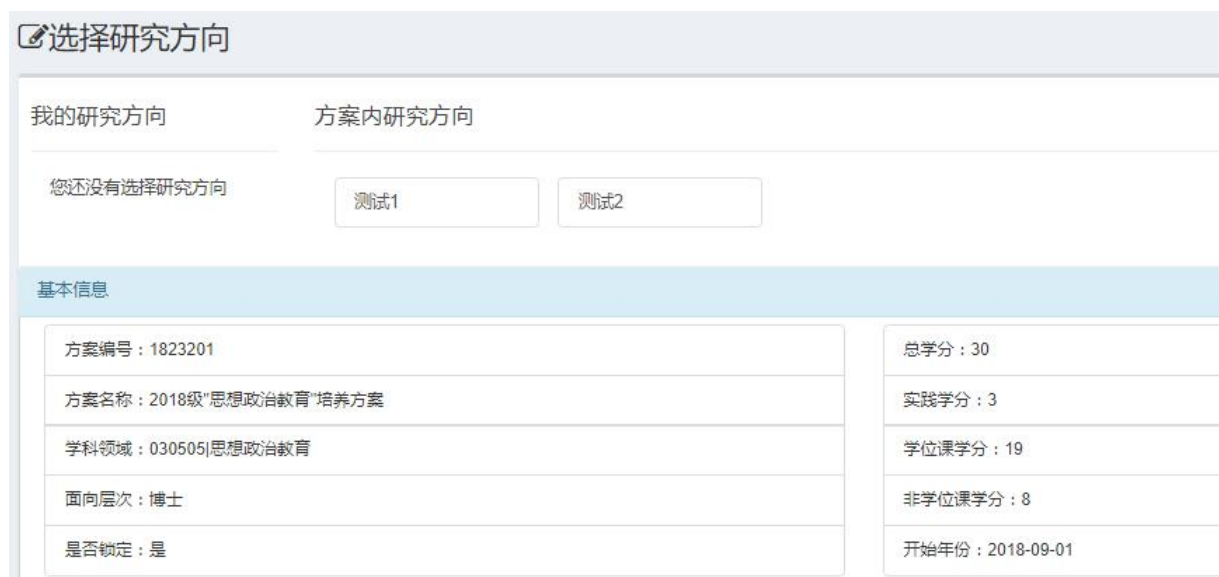 选择研究方向
我的研究方向 方案内研究方向
您还没有选择研究方向 测试1 测试2
基本信息
方案编号：1823201 总学分：30
方案名称：2018级"思想政治教育"培养方案 实践学分：3
学科领域：030505|思想政治教育 学位课学分：19
面向层次：博士 非学位课学分：8
是否锁定：是 开始年份：2018-09-01